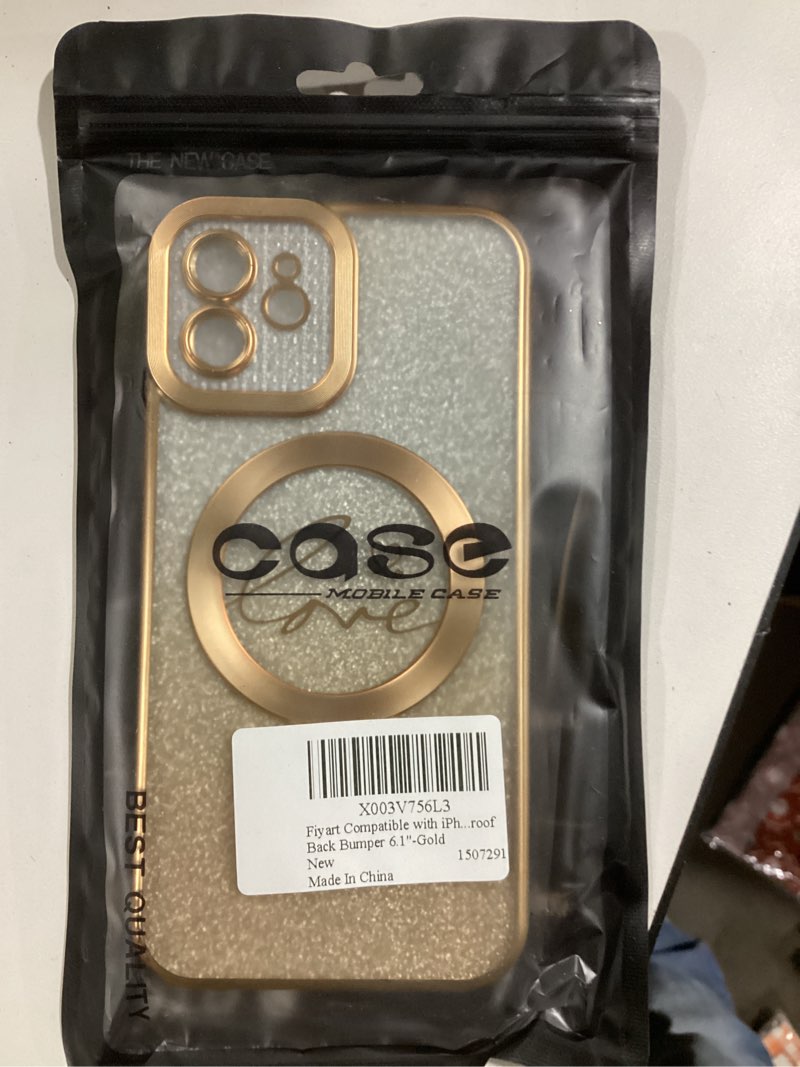 THE NEW CASE
case
MOBILE CASE
Love
X003V756L3
Fiyart Compatible with iPh...roof
Back Bumper 6.1"-Gold
New
1507291
Made In China
BEST QUALITY